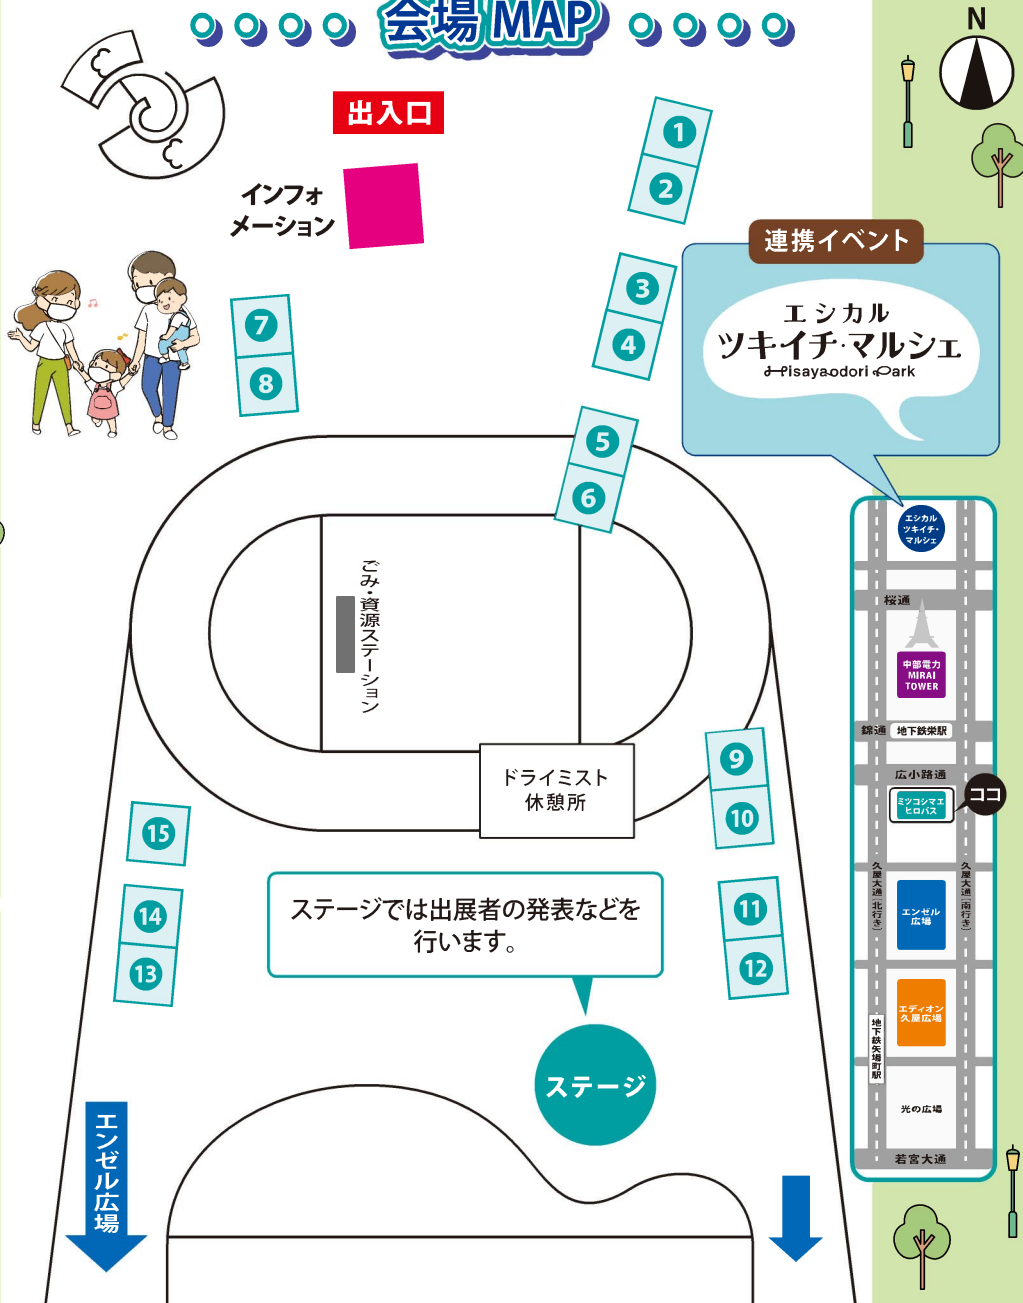 会場 MAP
N
出入口
インフォ
メーション
1
2
連携イベント
エシカル
ツキイチ・マルシェ
Hisayaodori Park
3
4
7
8
5
6
ごみ・資源ステーション
ドライミスト
休憩所
9
10
15
14
13
11
12
ステージでは出展者の発表などを
行います。
ステージ
エンゼル広場
エシカル
ツキイチ・
マルシェ
桜通
中部電力
MIRAI
TOWER
錦通
地下鉄栄駅
広小路通
ココ
ミツコシマエ
ヒロバス
久屋大通(北行き)
久屋大通(南行き)
エンゼル
広場
エディオン
久屋広場
地下鉄矢場町駅
光の広場
若宮大通